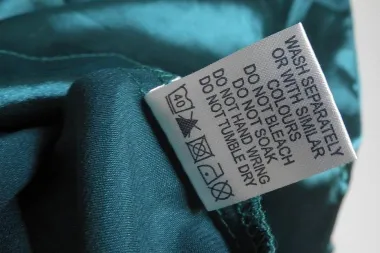 WASH SEPARATELY
OR WITH SIMILAR
COLOURS
DO NOT BLEACH
DO NOT SOAK
DO NOT HAND WRING
DO NOT TUMBLE DRY
40